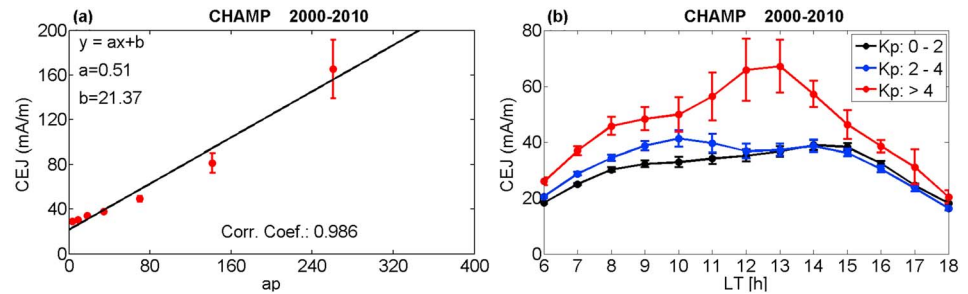 (a) CHAMP 2000-2010
200
160
120
80
40
0
CEJ (mA/m)
y = ax+b
a=0.51
b=21.37
Corr. Coef.: 0.986
0 80 160 240 320 400
ap
(b) CHAMP 2000-2010
80
60
40
20
0
CEJ (mA/m)
Kp: 0 - 2
Kp: 2 - 4
Kp: > 4
6 7 8 9 10 11 12 13 14 15 16 17 18
LT [h]